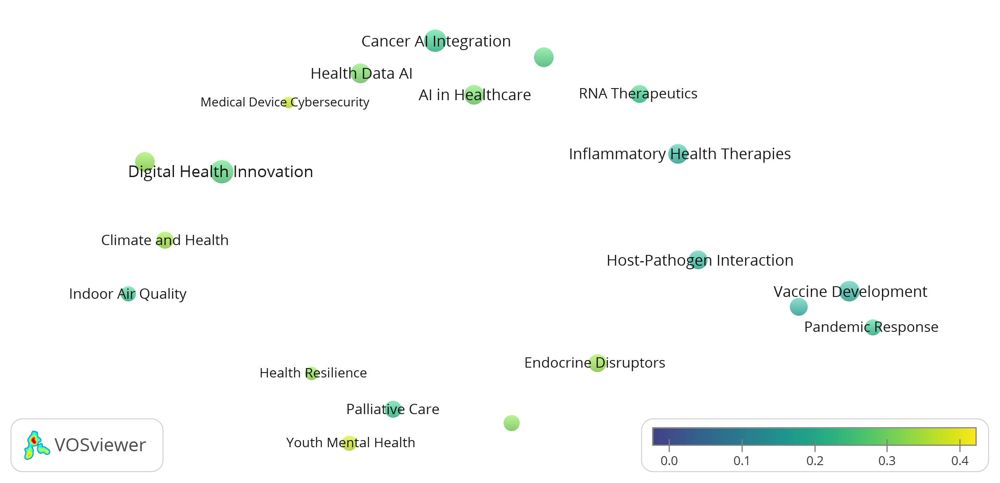 Cancer AI Integration
Health Data AI
AI in Healthcare
RNA Therapeutics
Medical Device Cybersecurity
Inflammatory Health Therapies
Digital Health Innovation
Climate and Health
Host-Pathogen Interaction
Indoor Air Quality
Vaccine Development
Pandemic Response
Endocrine Disruptors
Health Resilience
Palliative Care
Youth Mental Health
VOSviewer
0.0 0.1 0.2 0.3 0.4